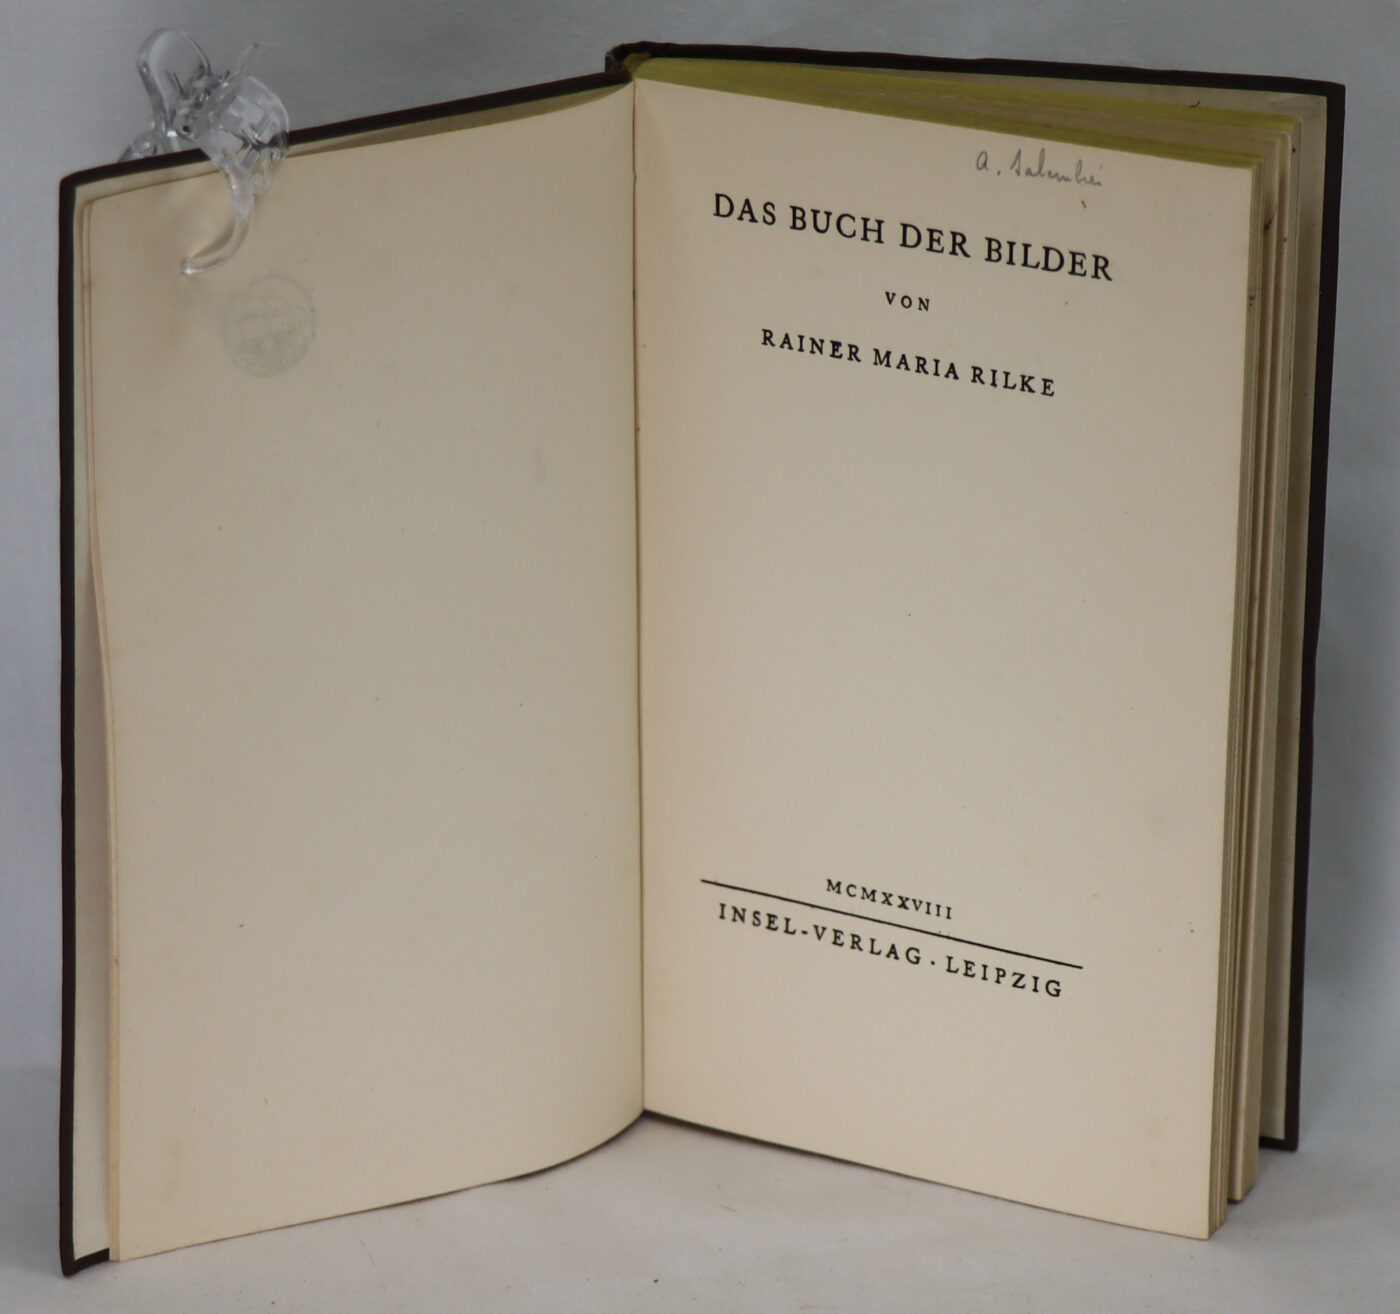 DAS BUCH DER BILDER
VON
RAINER MARIA RILKE
MCMXXVIII
INSEL-VERLAG · LEIPZIG